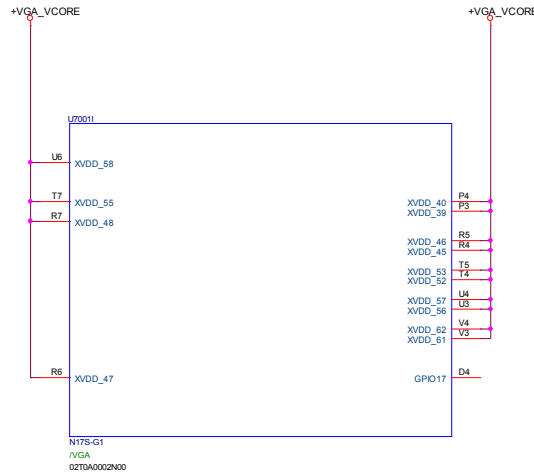 +VGA_VCORE
+VGA_VCORE
U7001I
U6 XVDD_58
T7 XVDD_55
R7 XVDD_48
R6 XVDD_47
XVDD_40 P4
XVDD_39 P3
XVDD_46 R5
XVDD_45 R4
XVDD_53 T5
XVDD_52 T4
XVDD_57 U4
XVDD_56 U3
XVDD_62 V4
XVDD_61 V3
GPIO17 D4
N17S-G1
/VGA
02T0A0002N00